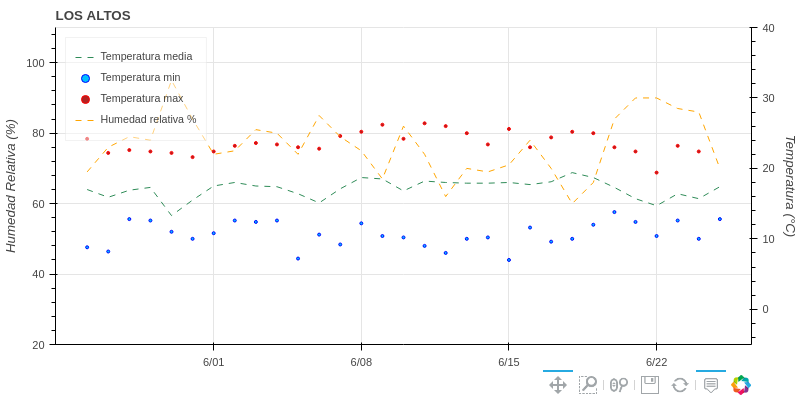 LOS ALTOS
Temperatura media
Temperatura min
Temperatura max
Humedad relativa %
Humedad Relativa (%)
100
80
60
40
20
40
30
20
10
0
Temperatura (°C)
6/01
6/08
6/15
6/22